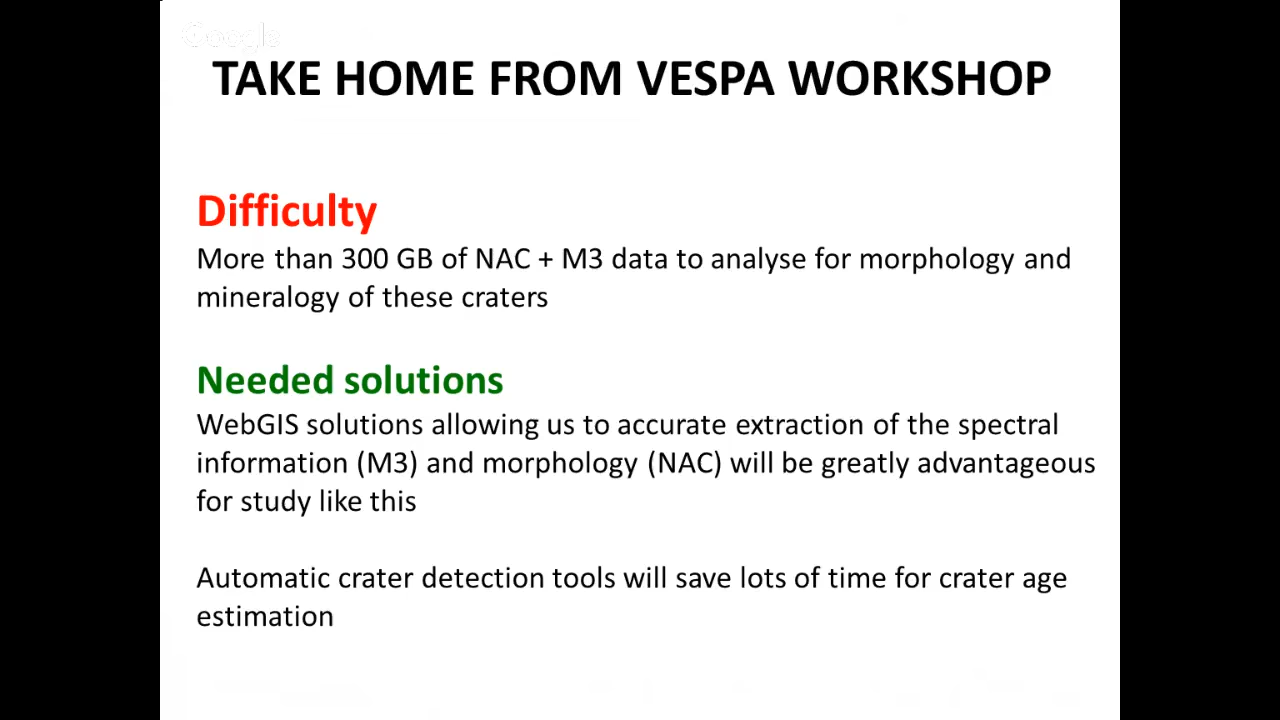 Google
TAKE HOME FROM VESPA WORKSHOP
Difficulty
More than 300 GB of NAC + M3 data to analyse for morphology and
mineralogy of these craters
Needed solutions
WebGIS solutions allowing us to accurate extraction of the spectral
information (M3) and morphology (NAC) will be greatly advantageous
for study like this
Automatic crater detection tools will save lots of time for crater age
estimation